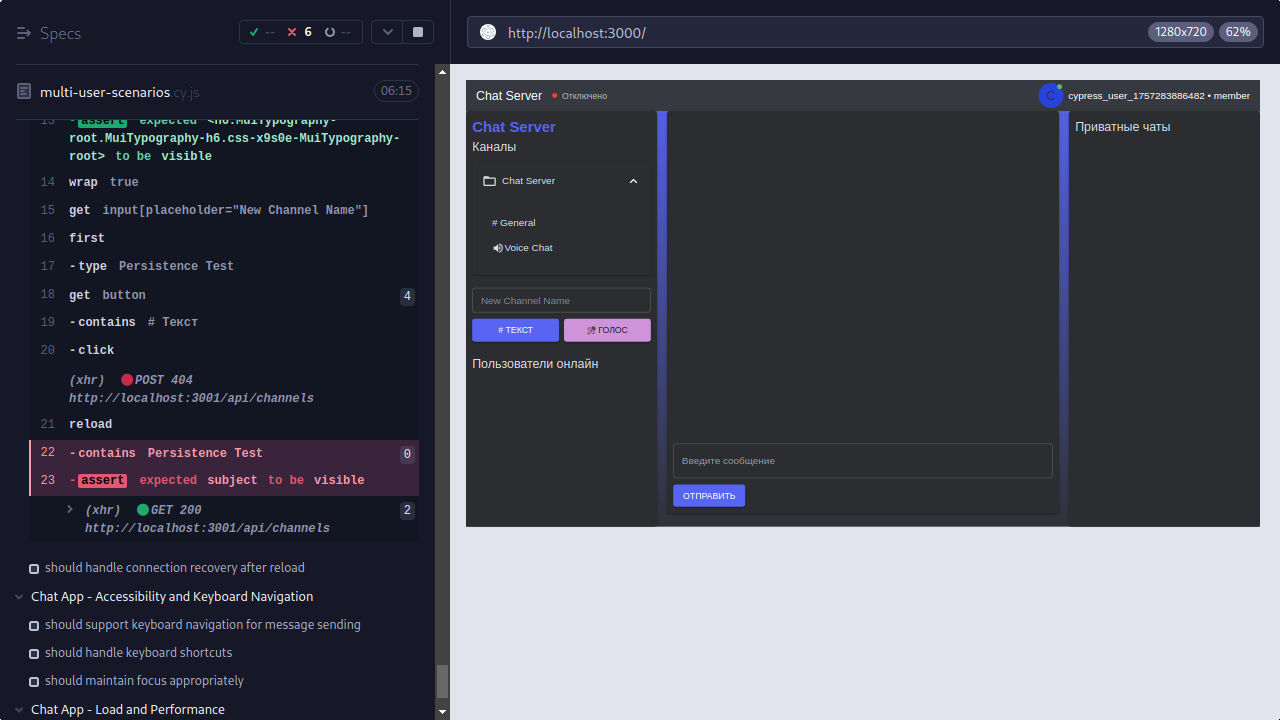 Specs
-- 6 --
http://localhost:3000/
1280x720 62%
multi-user-scenarios.cy.js 06:15
13 -assert expected <h6.MuiTypography-root.MuiTypography-h6.css-x9s0e-MuiTypography-root> to be visible
14 wrap true
15 get input[placeholder="New Channel Name"]
16 first
17 -type Persistence Test
18 get button 4
19 -contains # Текст
20 -click
(xhr) POST 404
http://localhost:3001/api/channels
21 reload
22 -contains Persistence Test 0
23 -assert expected subject to be visible
(xhr) GET 200 2
http://localhost:3001/api/channels
should handle connection recovery after reload
Chat App - Accessibility and Keyboard Navigation
should support keyboard navigation for message sending
should handle keyboard shortcuts
should maintain focus appropriately
Chat App - Load and Performance
Chat Server Отключено
C cypress_user_1757283886482 • member
Chat Server
Каналы
Chat Server
# General
Voice Chat
New Channel Name
# ТЕКСТ
ГОЛОС
Пользователи онлайн
Введите сообщение
ОТПРАВИТЬ
Приватные чаты